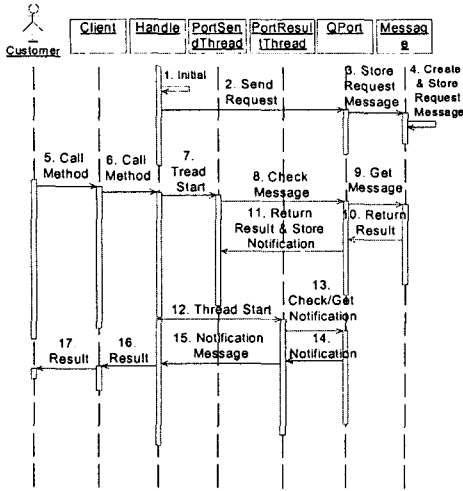 Customer
Client
Handle
PortSen
dThread
PortResul
tThread
QPort
Messag
e
1. Initial
2. Send
Request
3. Store
Request
Message
4. Create
& Store
Request
Message
5. Call
Method
6. Call
Method
7.
Tread
Start
8. Check
Message
9. Get
Message
11. Return
Result & Store
Notification
10. Return
Result
12. Thread Start
13.
Check/Get
Notification
14.
Notification
15. Notification
Message
16.
Result
17.
Result